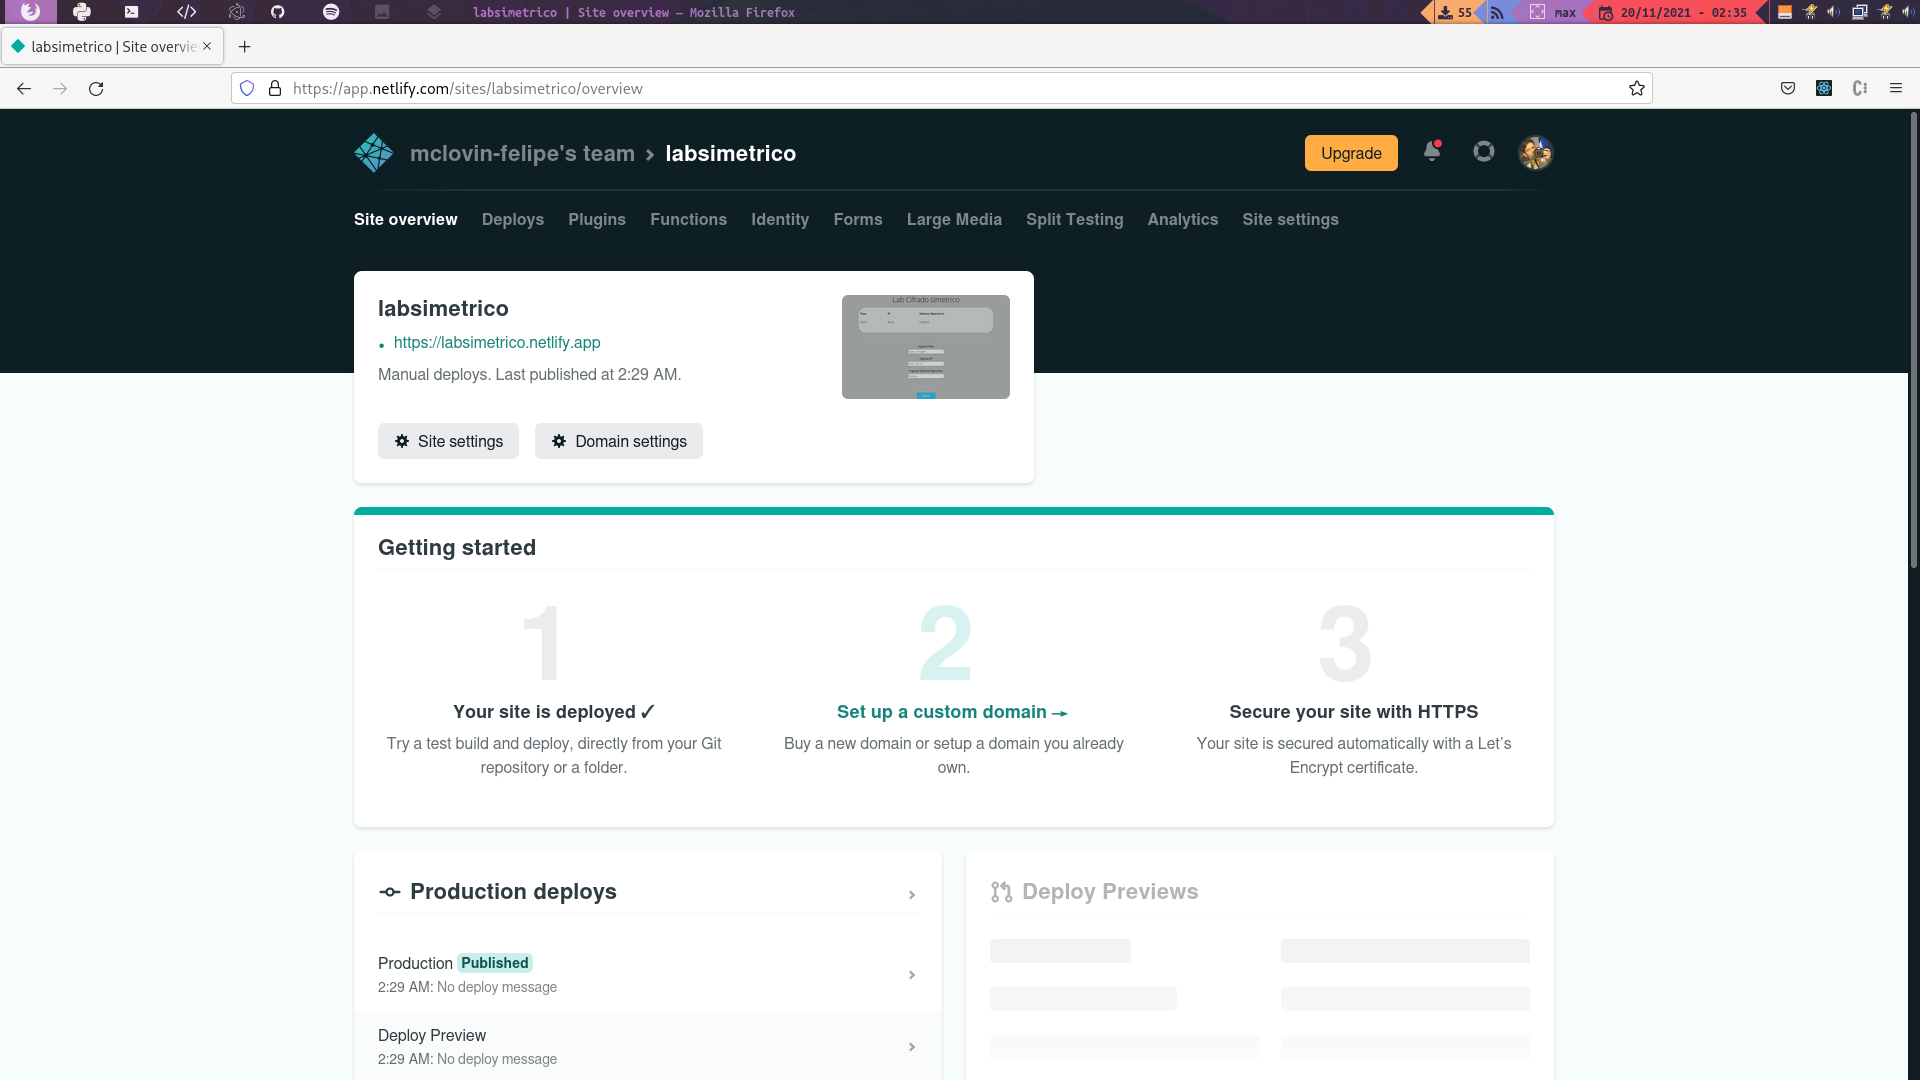 labsimetrico | Site overview — Mozilla Firefox
55
max
20/11/2021 - 02:35
labsimetrico | Site overvie
https://app.netlify.com/sites/labsimetrico/overview
mclovin-felipe's team > labsimetrico
Upgrade
Site overview Deploys Plugins Functions Identity Forms Large Media Split Testing Analytics Site settings
labsimetrico
https://labsimetrico.netlify.app
Manual deploys. Last published at 2:29 AM.
Lab Cifrado simetrico
Site settings
Domain settings
Getting started
1
Your site is deployed ✓
Try a test build and deploy, directly from your Git
repository or a folder.
2
Set up a custom domain →
Buy a new domain or setup a domain you already
own.
3
Secure your site with HTTPS
Your site is secured automatically with a Let's
Encrypt certificate.
Production deploys
Production Published
2:29 AM: No deploy message
Deploy Preview
2:29 AM: No deploy message
Deploy Previews